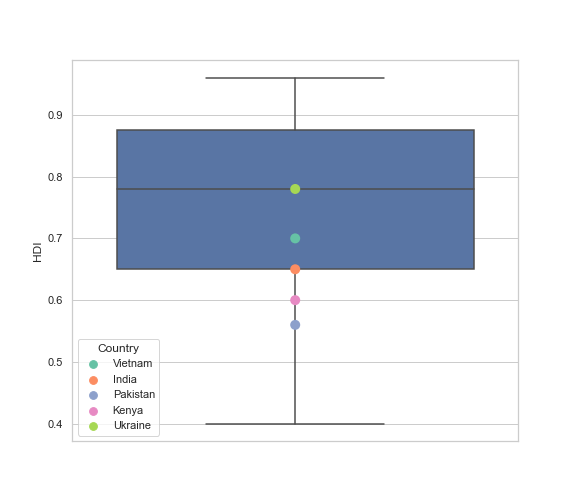 0.9
0.8
0.7
0.6
0.5
0.4
HDI
Country
Vietnam
India
Pakistan
Kenya
Ukraine